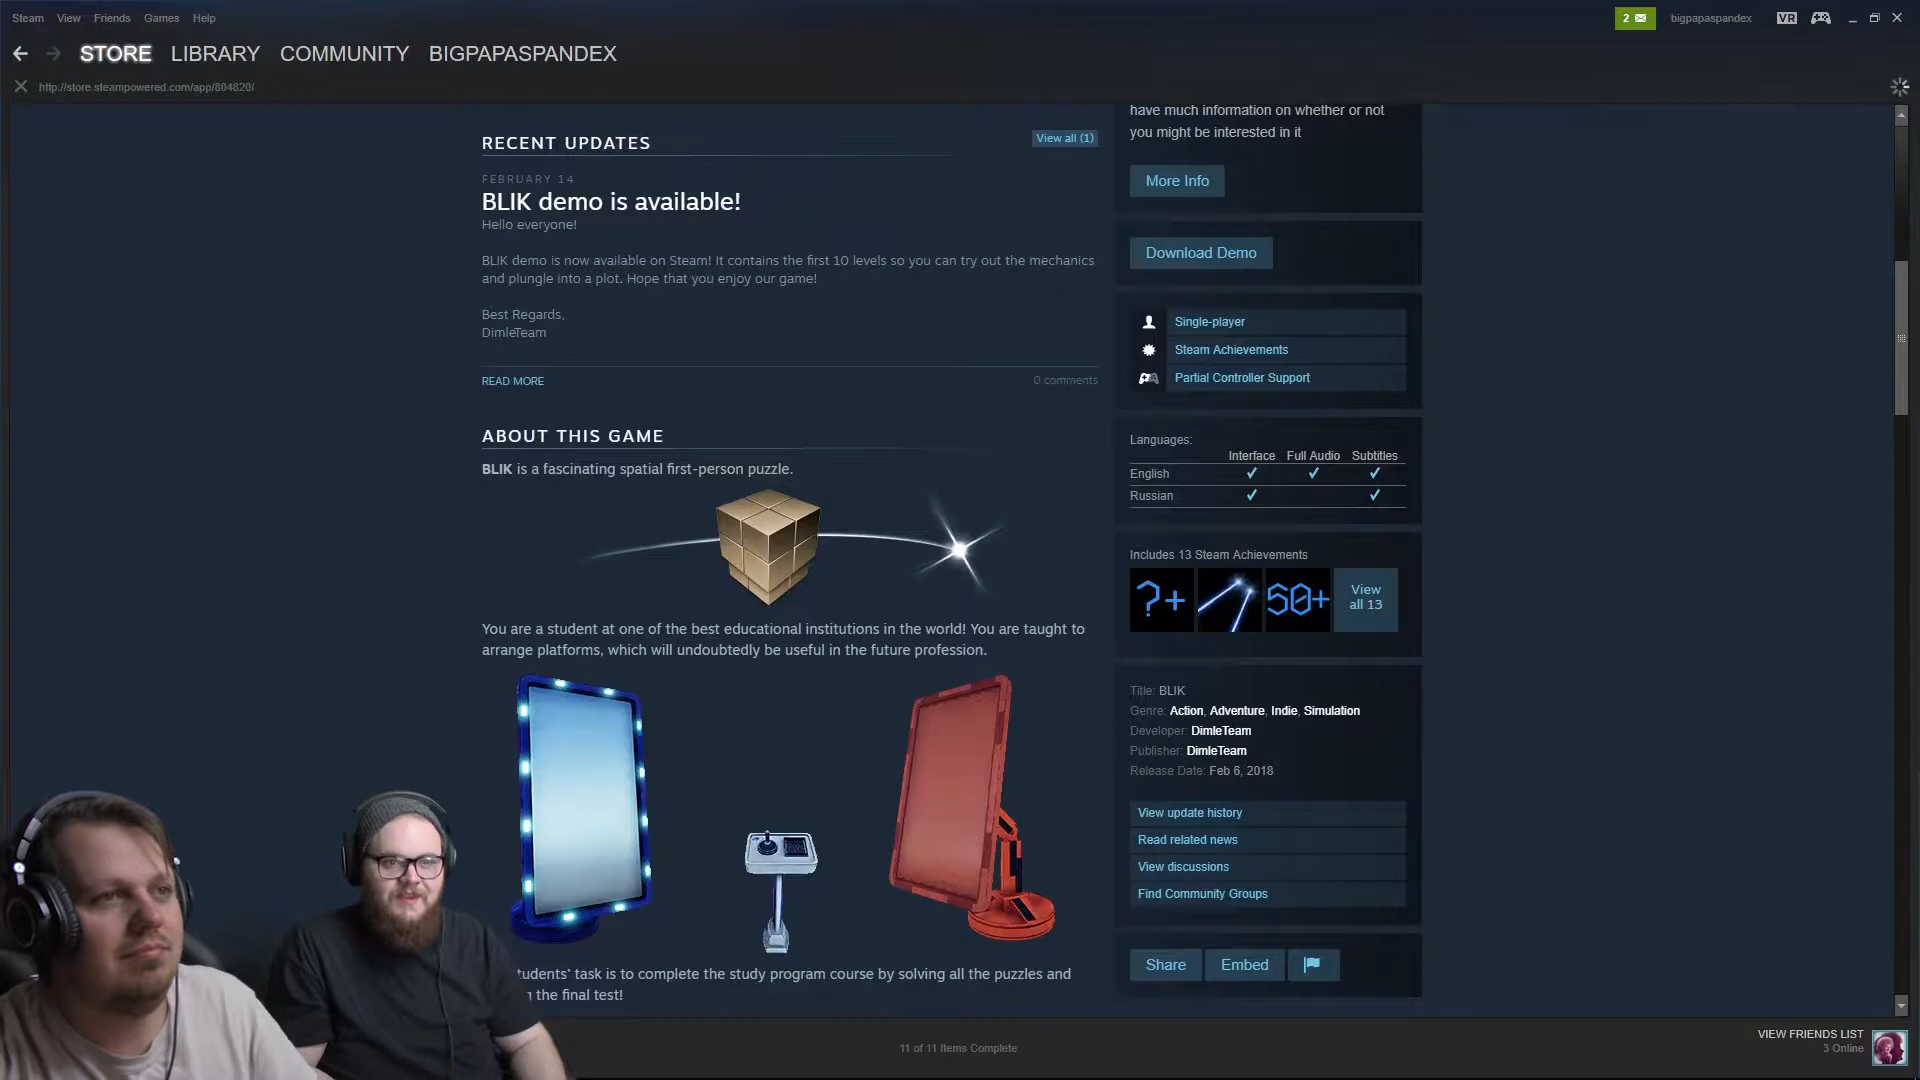 Steam View Friends Games Help
2
bigpapaspandex
VR
STORE LIBRARY COMMUNITY BIGPAPASPANDEX
http://store.steampowered.com/app/804820/
RECENT UPDATES
View all (1)
FEBRUARY 14
BLIK demo is available!
Hello everyone!
BLIK demo is now available on Steam! It contains the first 10 levels so you can try out the mechanics
and plungle into a plot. Hope that you enjoy our game!
Best Regards,
DimleTeam
READ MORE
0 comments
ABOUT THIS GAME
BLIK is a fascinating spatial first-person puzzle.
You are a student at one of the best educational institutions in the world! You are taught to
arrange platforms, which will undoubtedly be useful in the future profession.
tudents' task is to complete the study program course by solving all the puzzles and
the final test!
have much information on whether or not
you might be interested in it
More Info
Download Demo
Single-player
Steam Achievements
Partial Controller Support
Languages:
Interface Full Audio Subtitles
English
Russian
Includes 13 Steam Achievements
?+
50+
View
all 13
Title: BLIK
Genre: Action, Adventure, Indie, Simulation
Developer: DimleTeam
Publisher: DimleTeam
Release Date: Feb 6, 2018
View update history
Read related news
View discussions
Find Community Groups
Share
Embed
11 of 11 Items Complete
VIEW FRIENDS LIST
3 Online